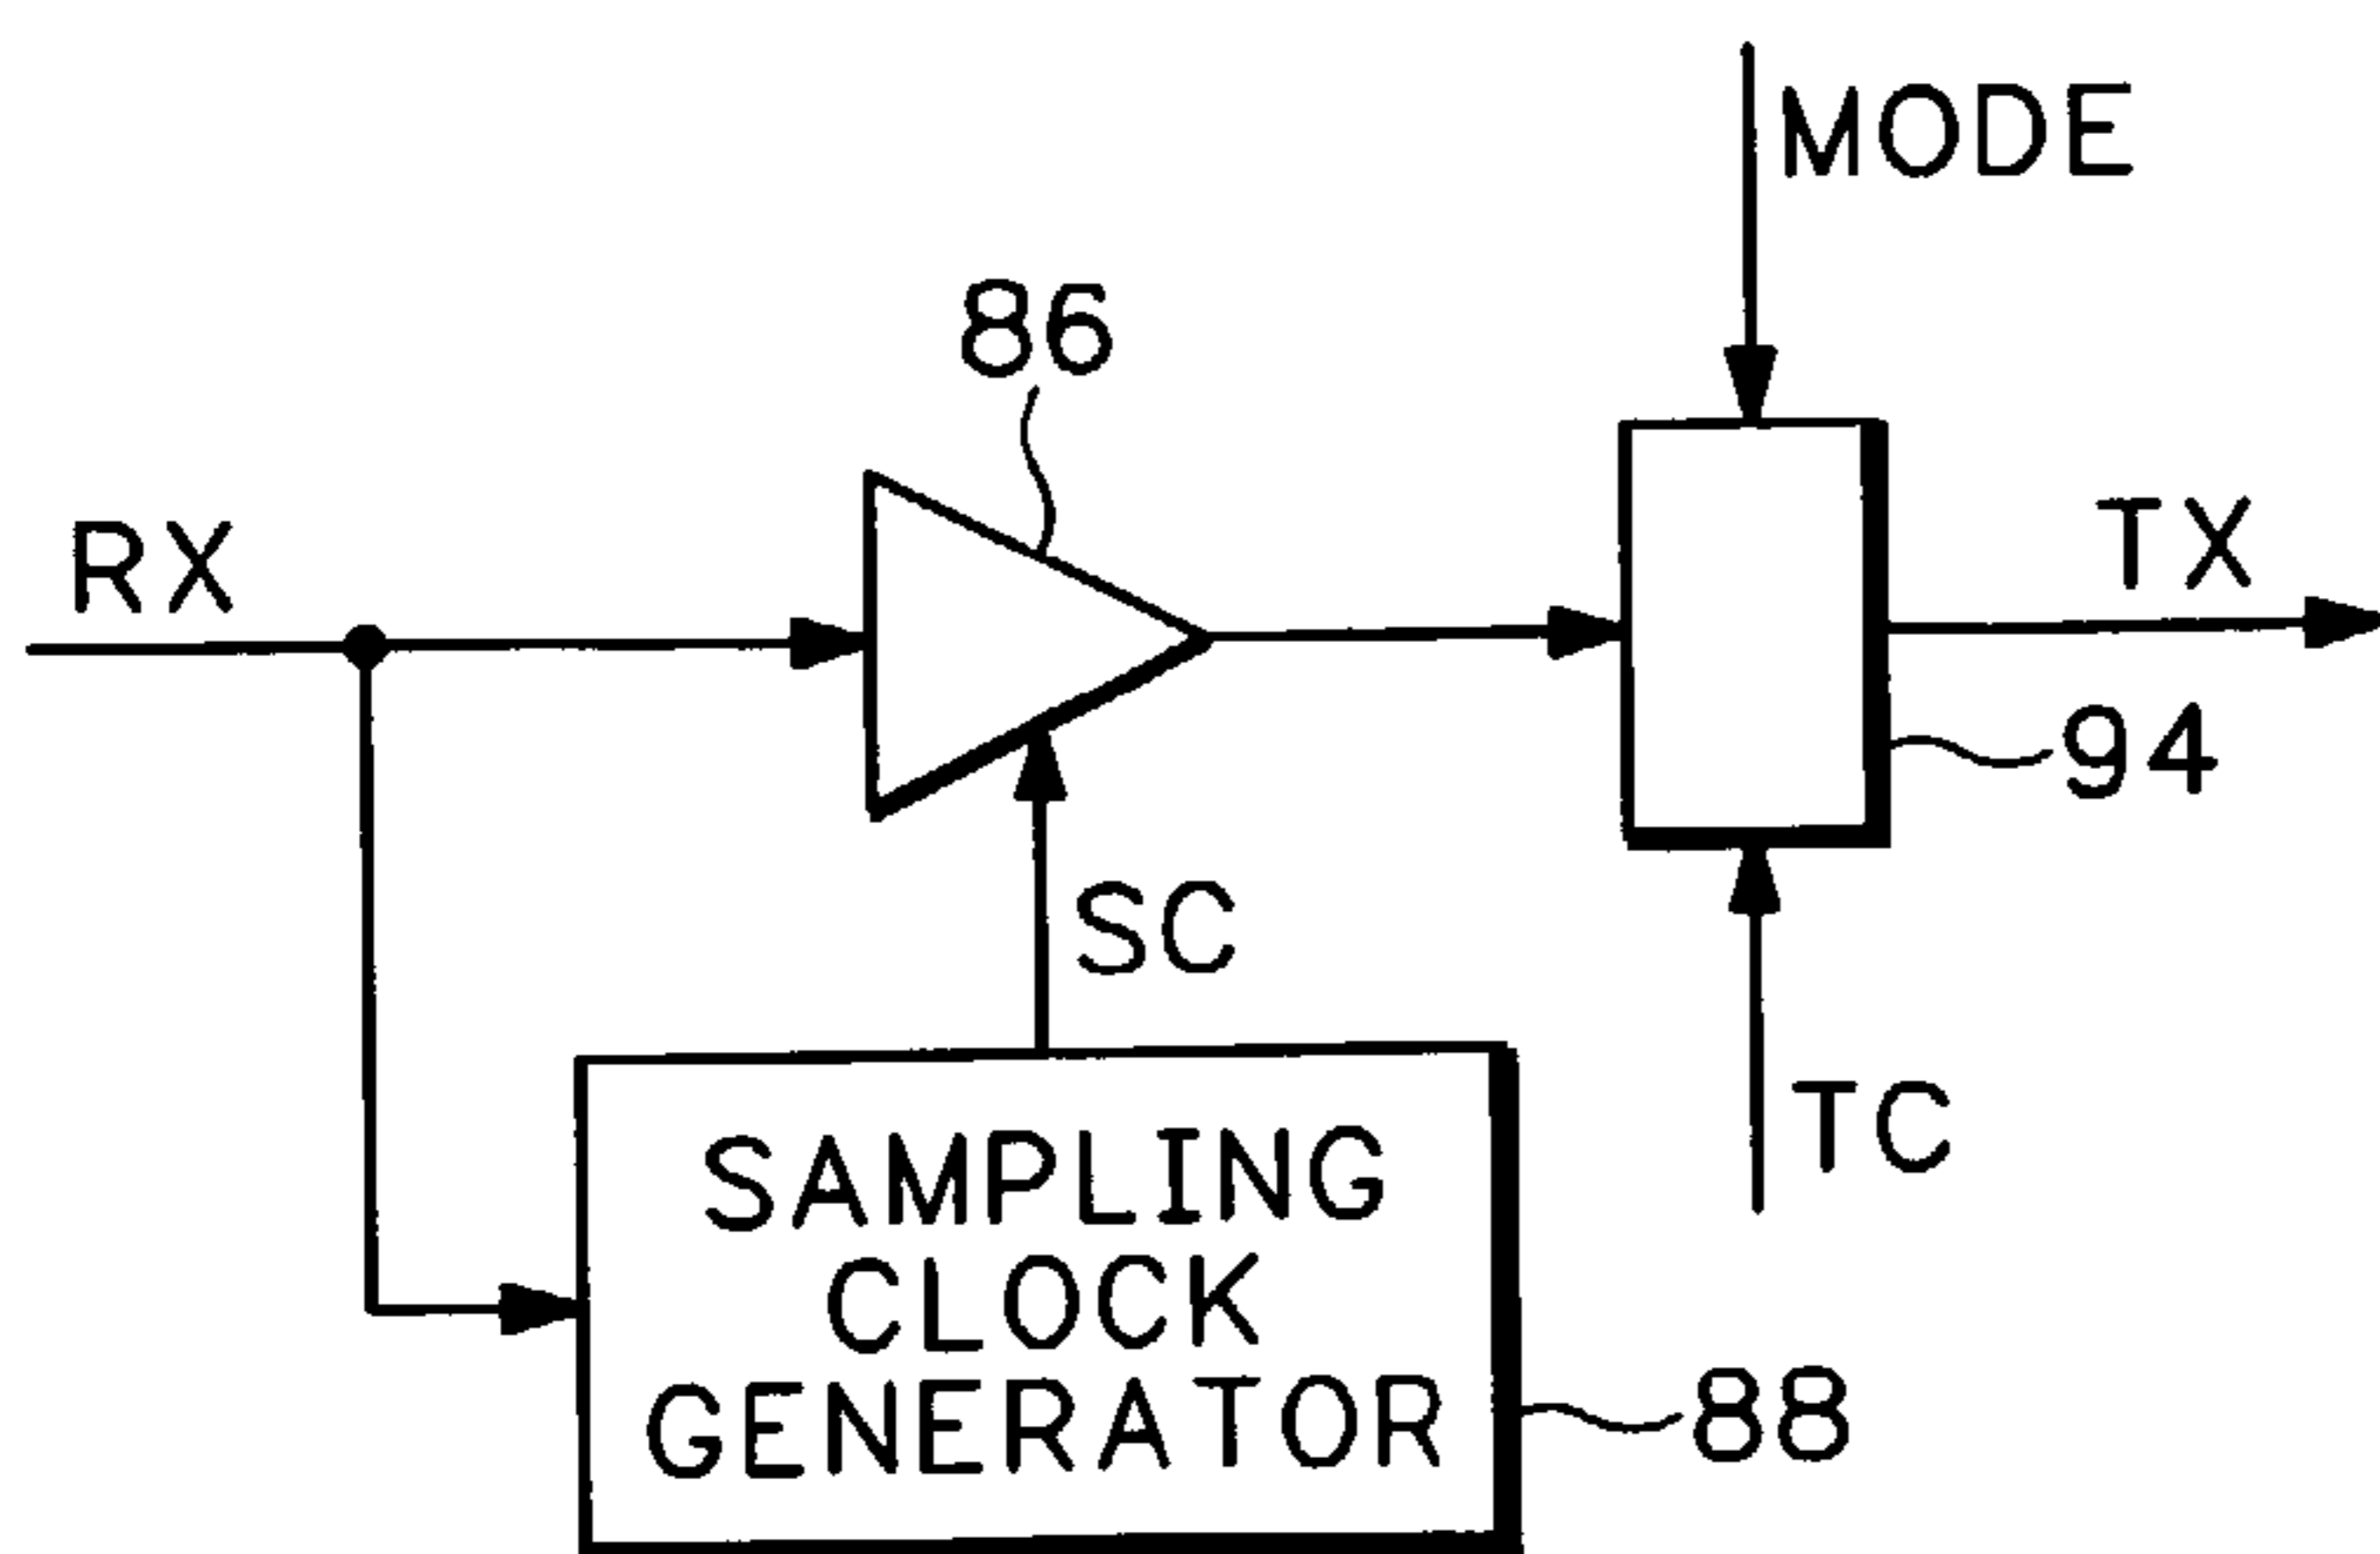 MODE
86
RX
TX
94
SC
TC
SAMPLING
CLOCK
GENERATOR
88